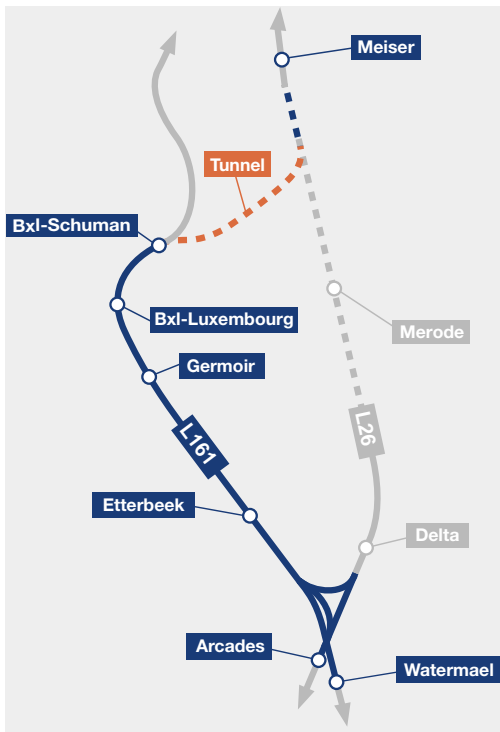 Meiser
Tunnel
Bxl-Schuman
Bxl-Luxembourg
Merode
Germoir
L26
L161
Etterbeek
Delta
Arcades
Watermael